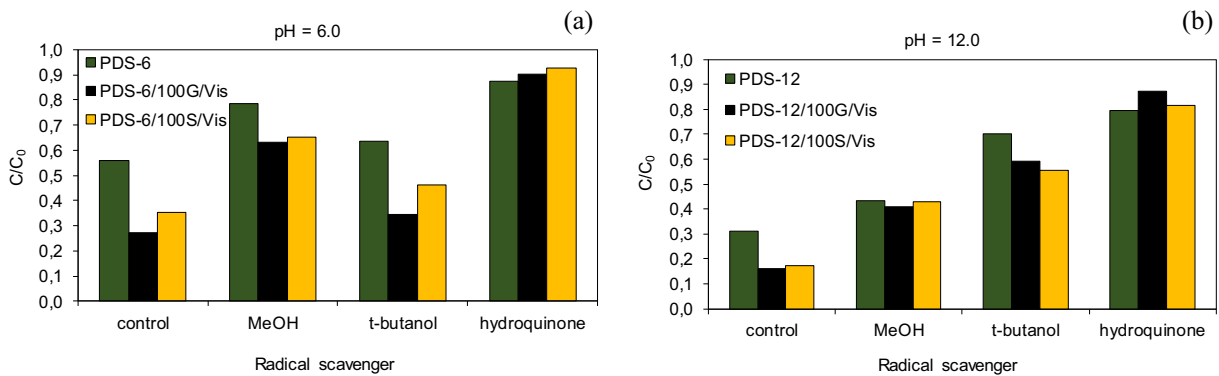 (a)
pH = 6.0
1,0
0,9
0,8
0,7
0,6
0,5
0,4
0,3
0,2
0,1
0,0
C/C0
PDS-6
PDS-6/100G/Vis
PDS-6/100S/Vis
control MeOH t-butanol hydroquinone
Radical scavenger
(b)
pH = 12.0
1,0
0,9
0,8
0,7
0,6
0,5
0,4
0,3
0,2
0,1
0,0
C/C0
PDS-12
PDS-12/100G/Vis
PDS-12/100S/Vis
control MeOH t-butanol hydroquinone
Radical scavenger